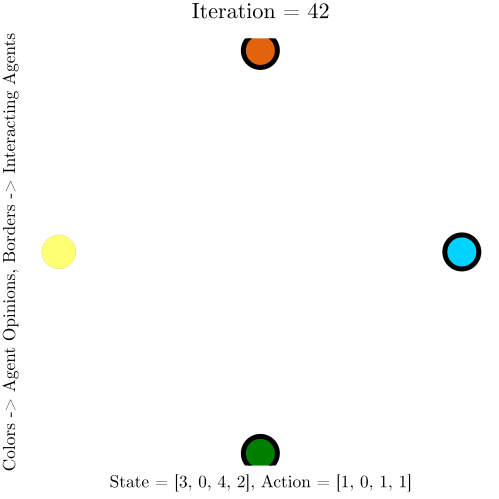 Iteration = 42
Colors -> Agent Opinions, Borders -> Interacting Agents
State = [3, 0, 4, 2], Action = [1, 0, 1, 1]